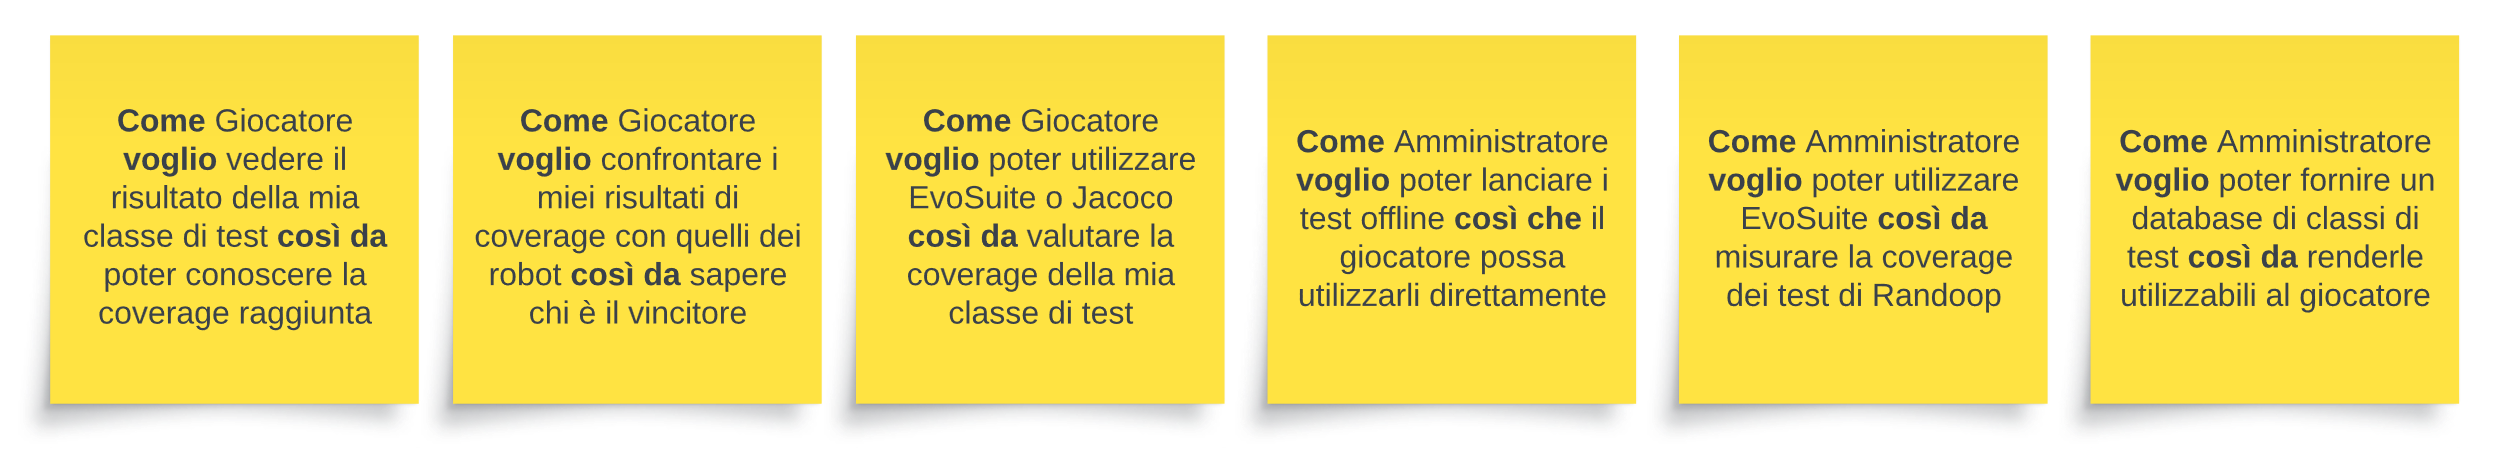 Come Giocatore
voglio vedere il
risultato della mia
classe di test così da
poter conoscere la
coverage raggiunta
Come Giocatore
voglio confrontare i
miei risultati di
coverage con quelli dei
robot così da sapere
chi è il vincitore
Come Giocatore
voglio poter utilizzare
EvoSuite o Jacoco
così da valutare la
coverage della mia
classe di test
Come Amministratore
voglio poter lanciare i
test offline così che il
giocatore possa
utilizzarli direttamente
Come Amministratore
voglio poter utilizzare
EvoSuite così da
misurare la coverage
dei test di Randoop
Come Amministratore
voglio poter fornire un
database di classi di
test così da renderle
utilizzabili al giocatore